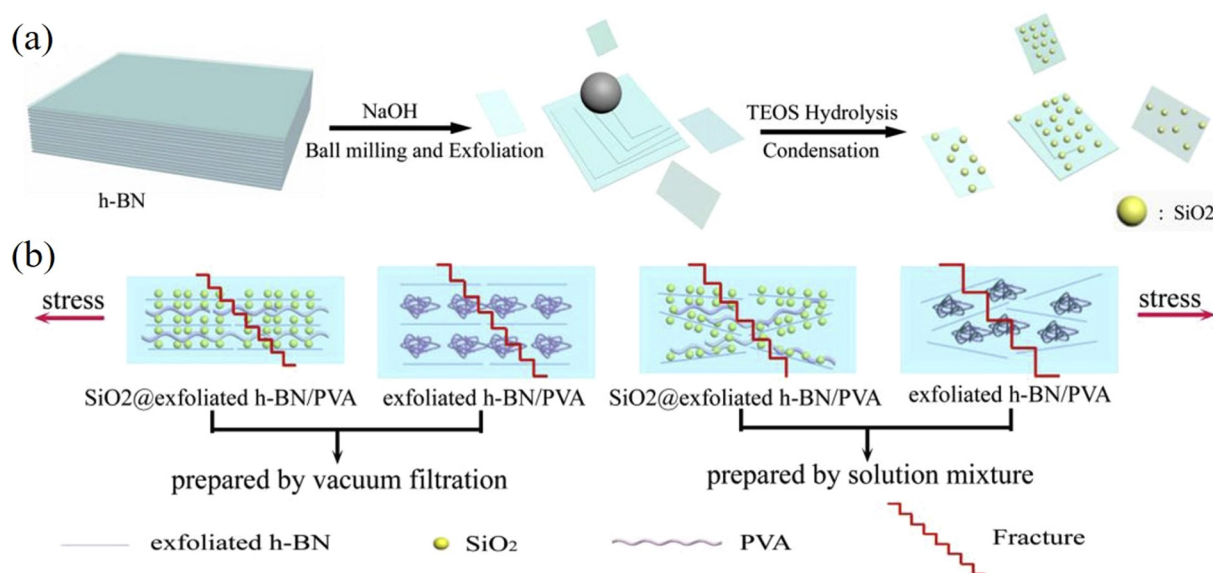 (a)
h-BN
NaOH
Ball milling and Exfoliation
TEOS Hydrolysis
Condensation
: SiO2
(b)
stress
stress
SiO2@exfoliated h-BN/PVA
exfoliated h-BN/PVA
SiO2@exfoliated h-BN/PVA
exfoliated h-BN/PVA
prepared by vacuum filtration
prepared by solution mixture
exfoliated h-BN
SiO₂
PVA
Fracture